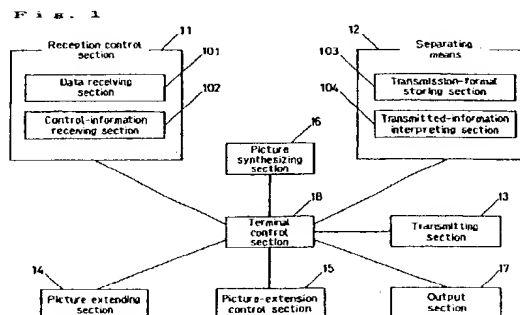 Fig. 1
11
Reception control
section
101
Data receiving
section
102
Control-information
receiving section
12
Separating
means
103
Transmission-format
storing section
104
Transmitted-information
interpreting section
16
Picture
synthesizing
section
18
Terminal
control
section
13
Transmitting
section
14
Picture extending
section
15
Picture-extension
control section
17
Output
section